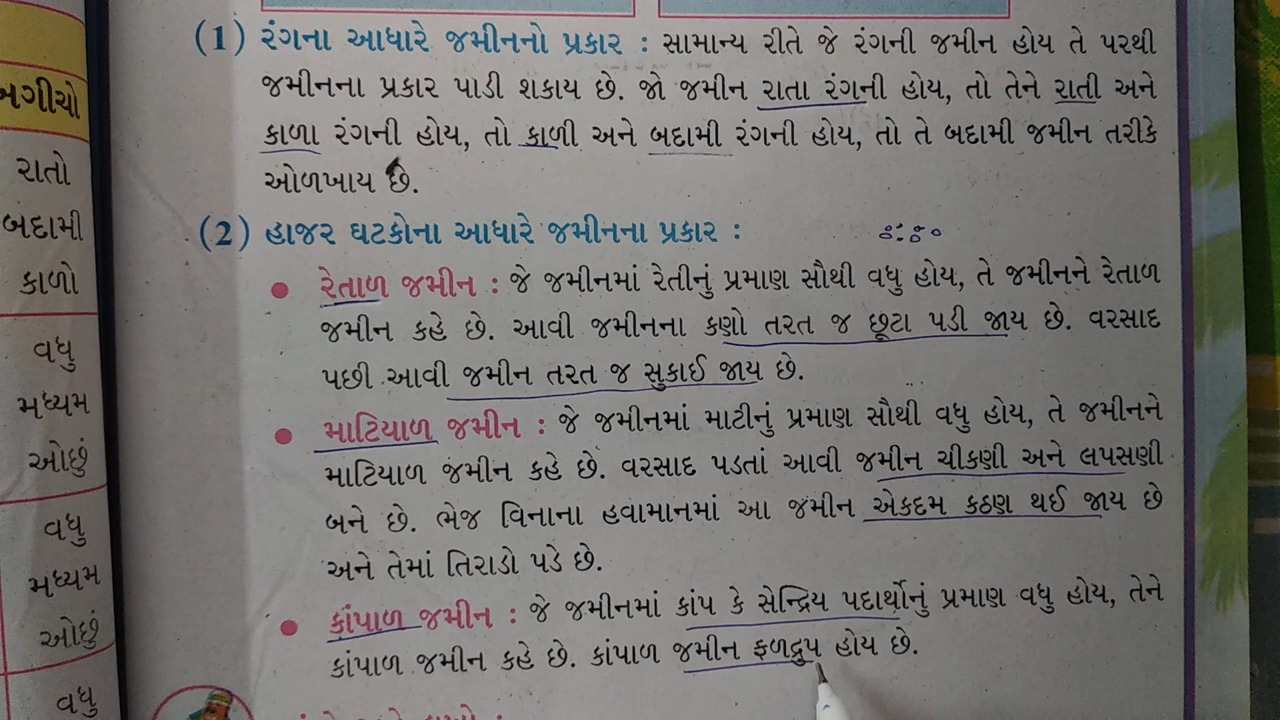 નગીચો
રાતો
બદામી
કાળો
વધુ
મધ્યમ
ઓછું
વધુ
મધ્યમ
ઓછું
વધુ
(1) રંગના આધારે જમીનનો પ્રકાર : સામાન્ય રીતે જે રંગની જમીન હોય તે પરથી
જમીનના પ્રકાર પાડી શકાય છે. જો જમીન રાતા રંગની હોય, તો તેને રાતી અને
કાળા રંગની હોય, તો કાળી અને બદામી રંગની હોય, તો તે બદામી જમીન તરીકે
ઓળખાય છે.
(2) હાજર ઘટકોના આધારે જમીનના પ્રકાર :
● રેતાળ જમીન : જે જમીનમાં રેતીનું પ્રમાણ સૌથી વધુ હોય, તે જમીનને રેતાળ
જમીન કહે છે. આવી જમીનના કણો તરત જ છૂટા પડી જાય છે. વરસાદ
પછી આવી જમીન તરત જ સુકાઈ જાય છે.
● માટિયાળ જમીન : જે જમીનમાં માટીનું પ્રમાણ સૌથી વધુ હોય, તે જમીનને
માટિયાળ જમીન કહે છે. વરસાદ પડતાં આવી જમીન ચીકણી અને લપસણી
બને છે. ભેજ વિનાના હવામાનમાં આ જમીન એકદમ કઠણ થઈ જાય છે
અને તેમાં તિરાડો પડે છે.
● કાંપાળ જમીન : જે જમીનમાં કાંપ કે સેન્દ્રિય પદાર્થોનું પ્રમાણ વધુ હોય, તેને
કાંપાળ જમીન કહે છે. કાંપાળ જમીન ફળદ્રુપ હોય છે.